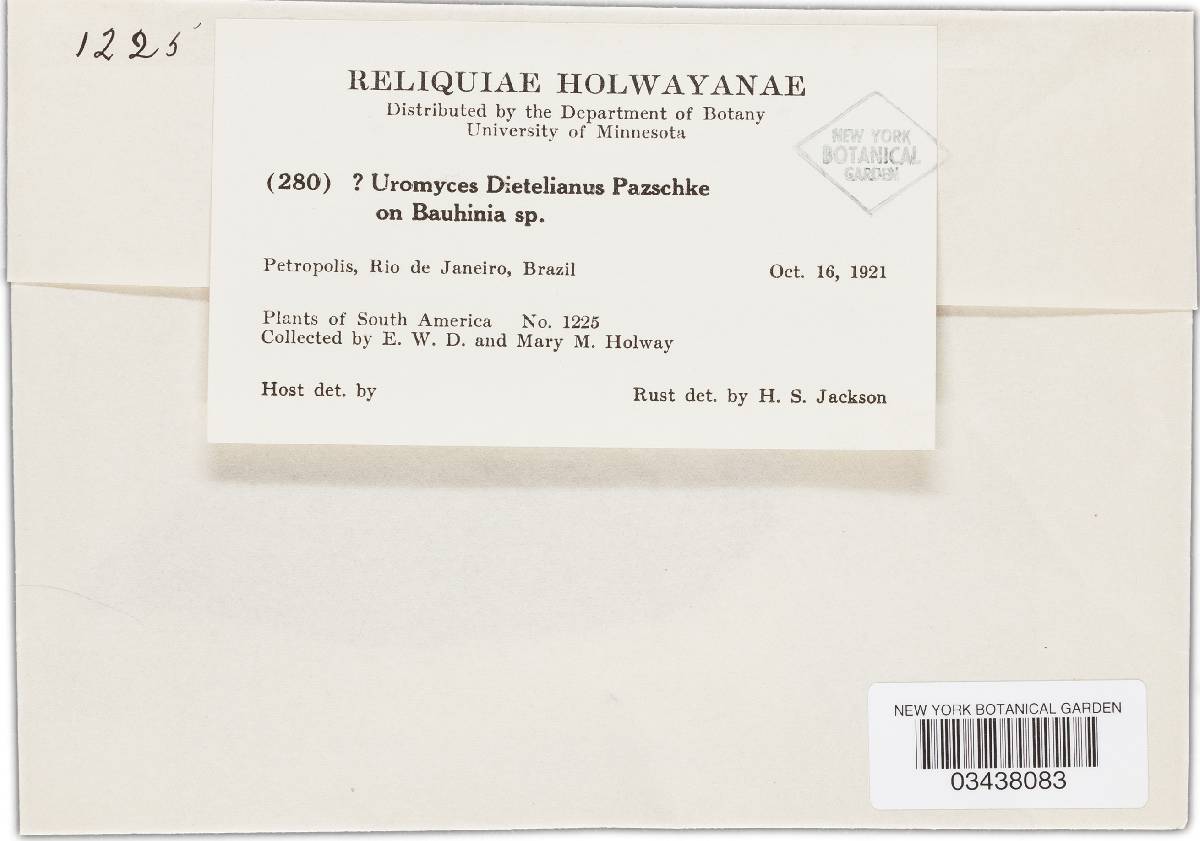 1225
RELIQUIAE HOLWAYANAE
Distributed by the Department of Botany
University of Minnesota
NEW YORK
BOTANICAL
GARDEN
(280) ? Uromyces Dietelianus Pazschke
on Bauhinia sp.
Petropolis, Rio de Janeiro, Brazil Oct. 16, 1921
Plants of South America No. 1225
Collected by E. W. D. and Mary M. Holway
Host det. by Rust det. by H. S. Jackson
NEW YORK BOTANICAL GARDEN
03438083